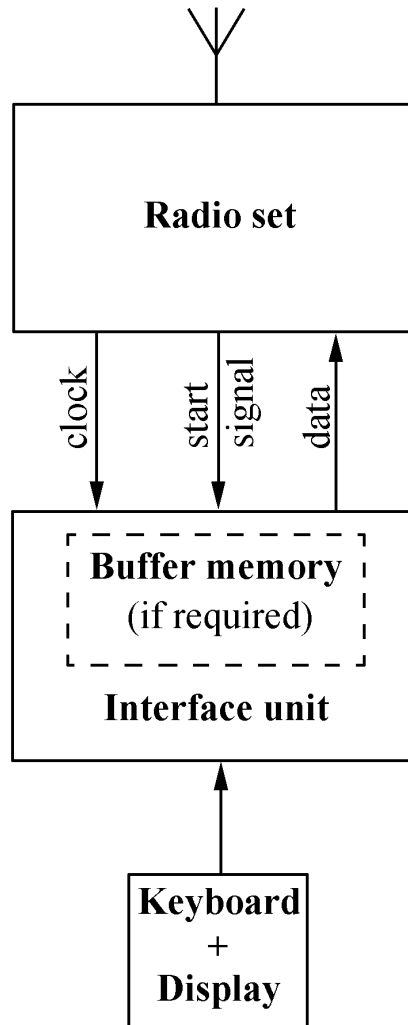 Radio set
clock
start
signal
data
Buffer memory
(if required)
Interface unit
Keyboard
+
Display